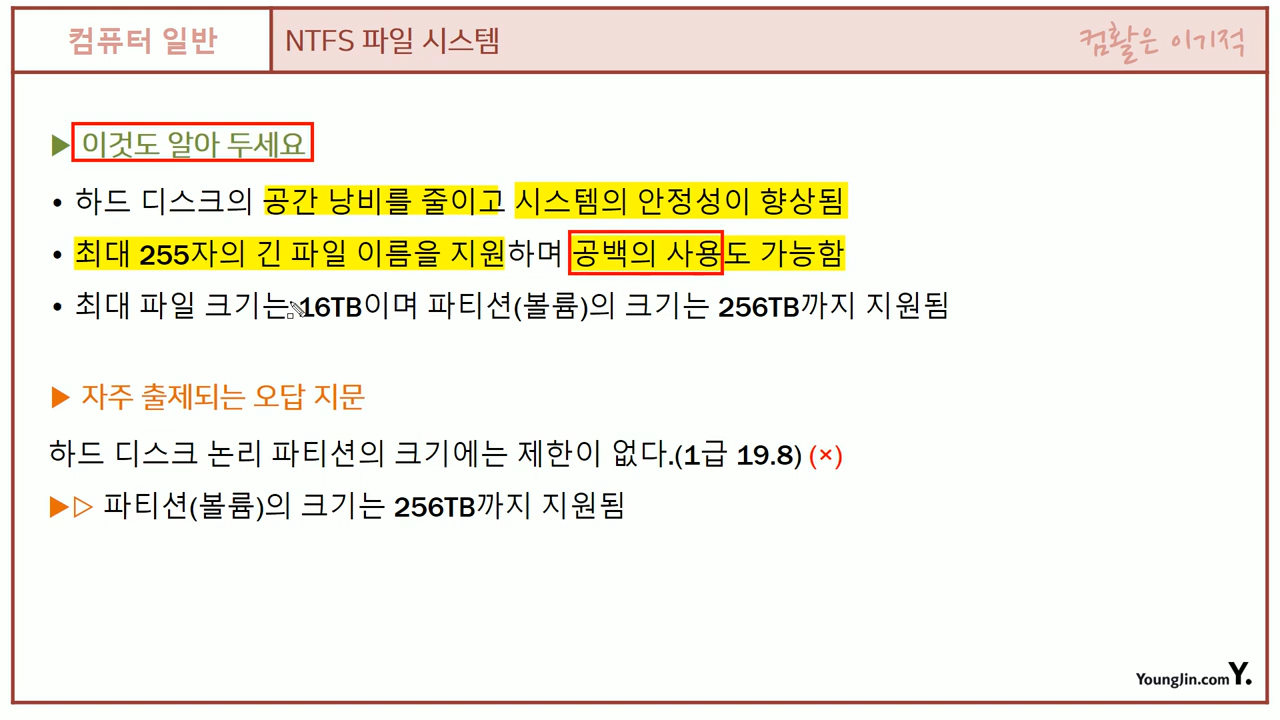 컴퓨터 일반
NTFS 파일 시스템
컴활은 이기적
▶ 이것도 알아 두세요
• 하드 디스크의 공간 낭비를 줄이고 시스템의 안정성이 향상됨
• 최대 255자의 긴 파일 이름을 지원하며 공백의 사용도 가능함
• 최대 파일 크기는 16TB이며 파티션(볼륨)의 크기는 256TB까지 지원됨
▶ 자주 출제되는 오답 지문
하드 디스크 논리 파티션의 크기에는 제한이 없다.(1급 19.8) (×)
▶▷ 파티션(볼륨)의 크기는 256TB까지 지원됨
YoungJin.com Y.